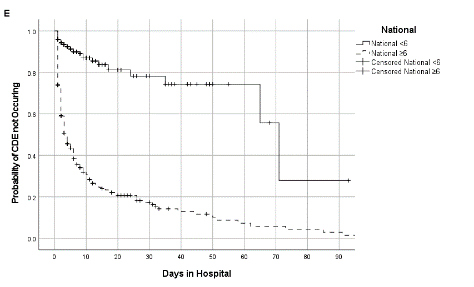 E
National
National <6
National ≥6
Censored National <6
Censored National ≥6
Probability of CDE not Occuring
1.0
0.8
0.6
0.4
0.2
0.0
0 10 20 30 40 50 60 70 80 90
Days in Hospital